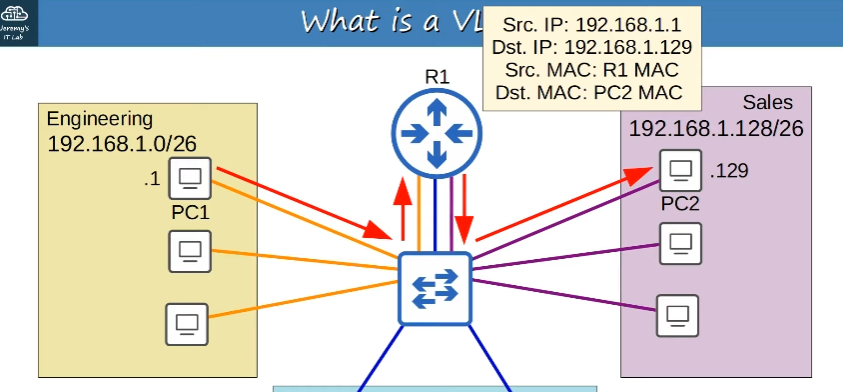 Jeremy's
IT Lab
What is a VL
Src. IP: 192.168.1.1
Dst. IP: 192.168.1.129
Src. MAC: R1 MAC
Dst. MAC: PC2 MAC
R1
Engineering
192.168.1.0/26
.1
PC1
Sales
192.168.1.128/26
.129
PC2